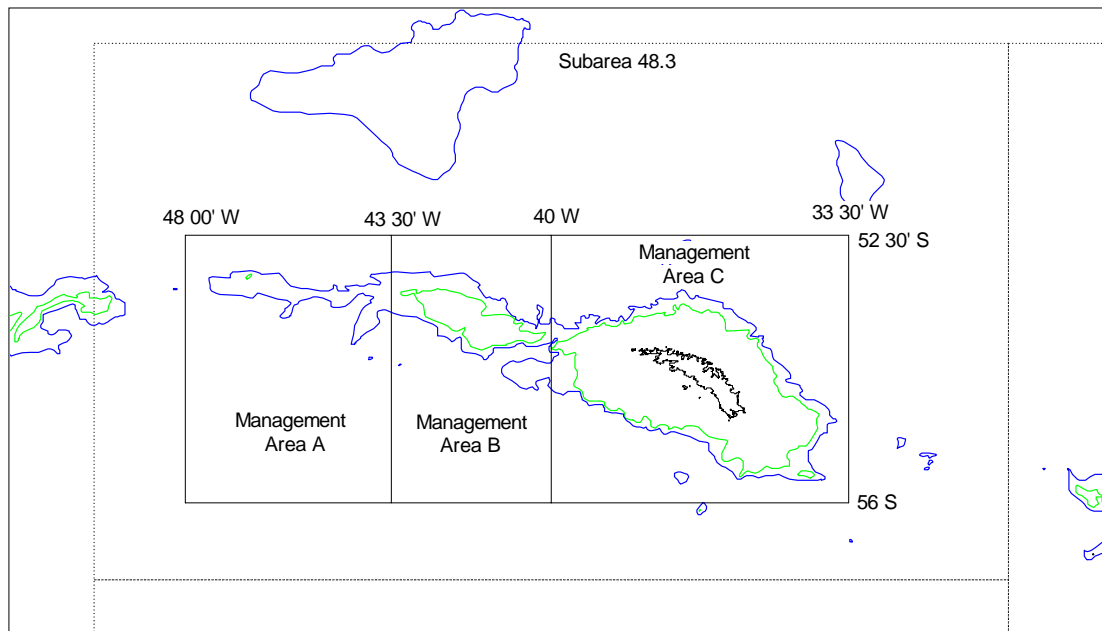 Subarea 48.3
48 00' W
43 30' W
40 W
33 30' W
52 30' S
Management
Area C
Management
Area A
Management
Area B
56 S